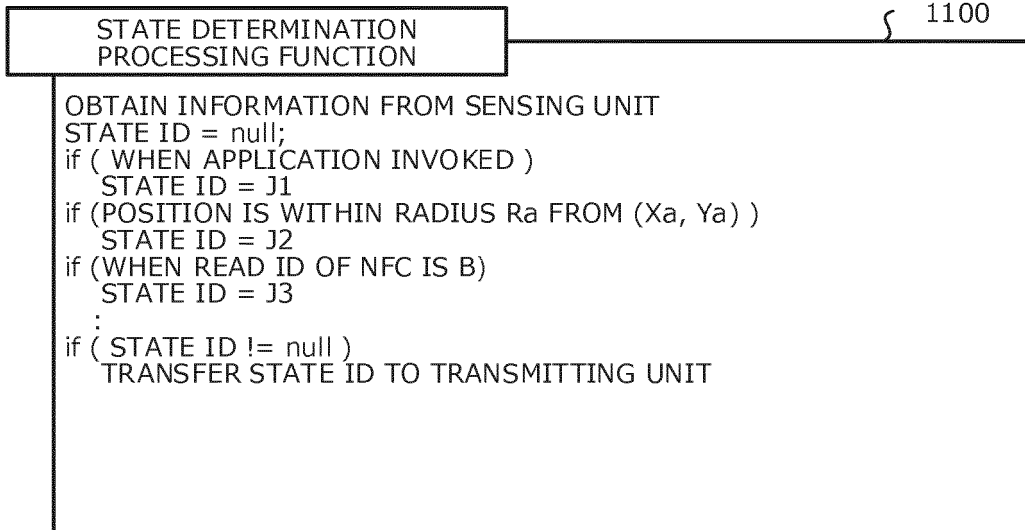 1100
STATE DETERMINATION
PROCESSING FUNCTION
OBTAIN INFORMATION FROM SENSING UNIT
STATE ID = null;
if ( WHEN APPLICATION INVOKED )
STATE ID = J1
if (POSITION IS WITHIN RADIUS Ra FROM (Xa, Ya) )
STATE ID = J2
if (WHEN READ ID OF NFC IS B)
STATE ID = J3
:
if ( STATE ID != null )
TRANSFER STATE ID TO TRANSMITTING UNIT